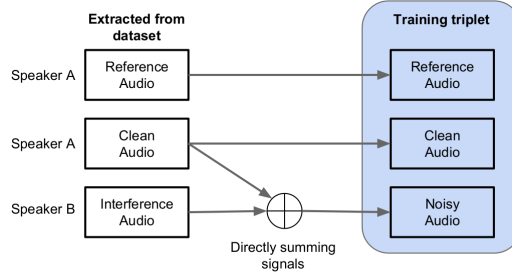 Extracted from
dataset
Training triplet
Speaker A
Reference
Audio
Reference
Audio
Speaker A
Clean
Audio
Clean
Audio
Speaker B
Interference
Audio
Noisy
Audio
Directly summing
signals